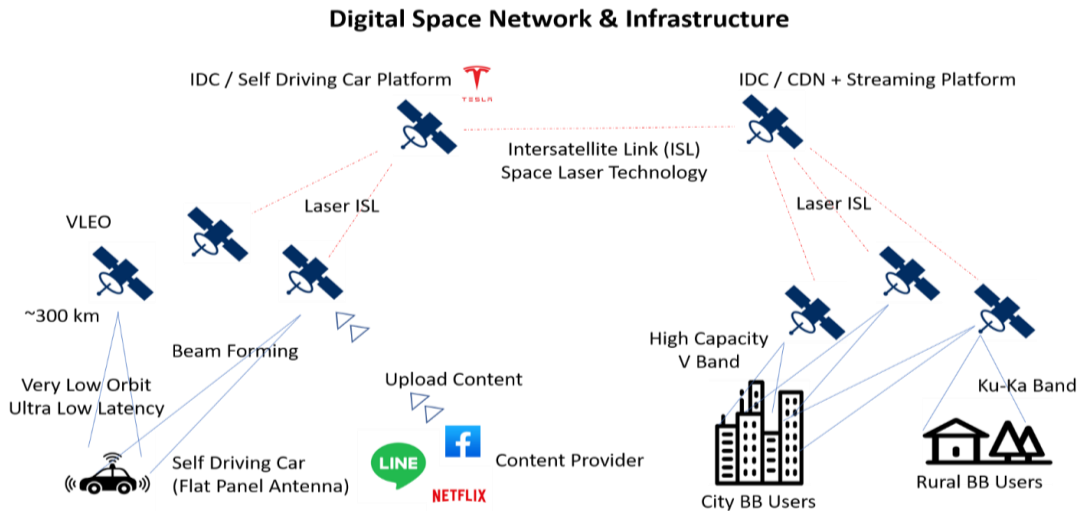 Digital Space Network & Infrastructure
IDC / Self Driving Car Platform
TESLA
IDC / CDN + Streaming Platform
Intersatellite Link (ISL)
Space Laser Technology
Laser ISL
Laser ISL
VLEO
~300 km
Beam Forming
High Capacity
V Band
Very Low Orbit
Ultra Low Latency
Upload Content
Ku-Ka Band
Self Driving Car
(Flat Panel Antenna)
LINE
f
NETFLIX
Content Provider
City BB Users
Rural BB Users